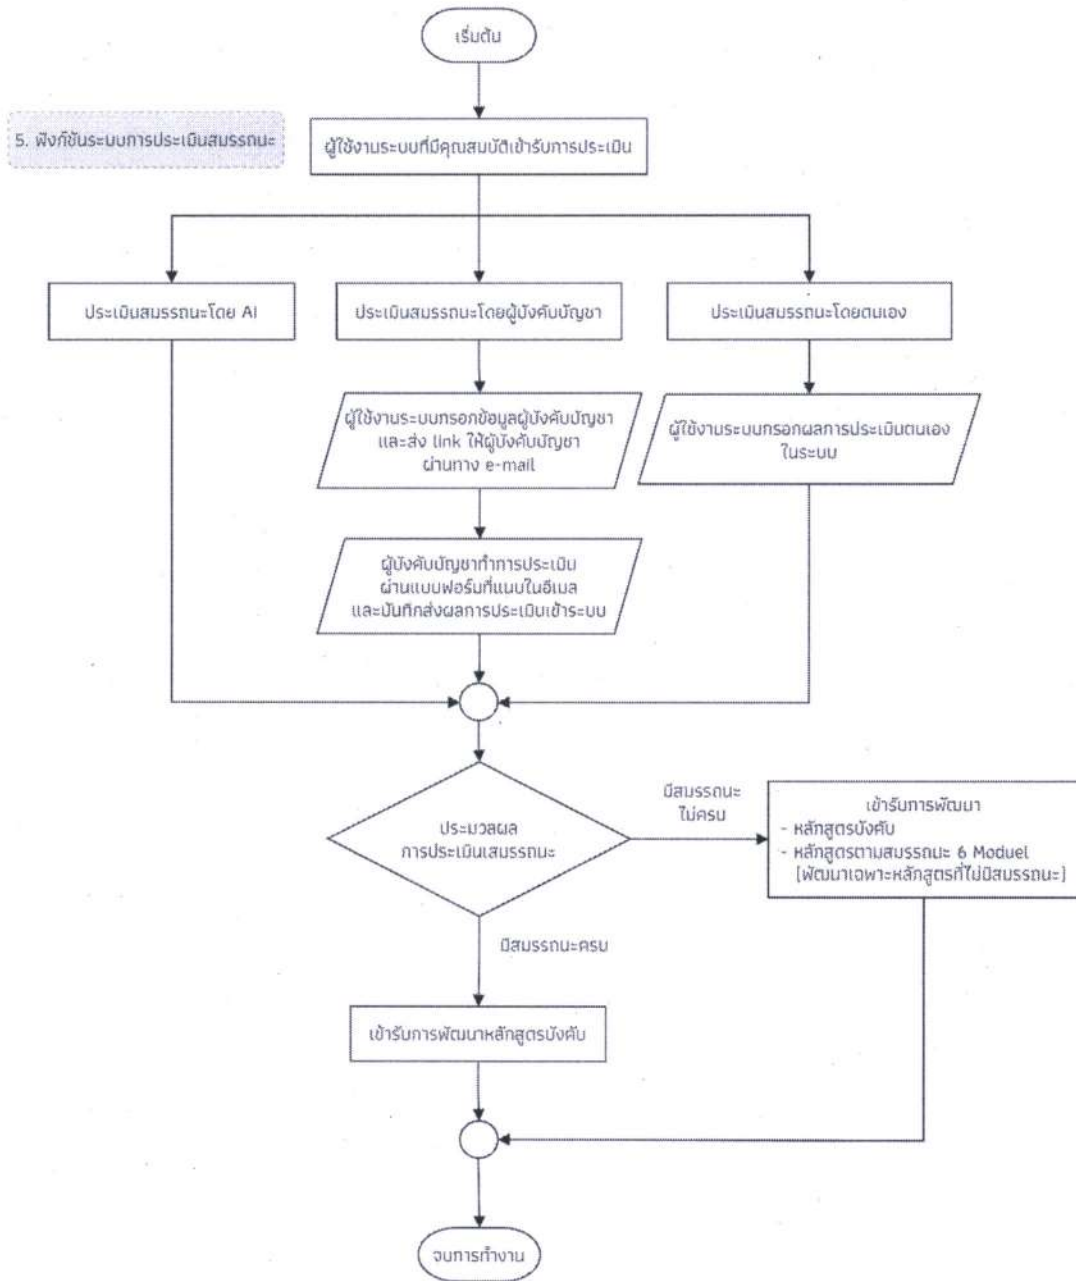 เริ่มต้น
5. ฟังก์ชันระบบการประเมินสมรรถนะ
ผู้ใช้งานระบบที่มีคุณสมบัติเข้ารับการประเมิน
ประเมินสมรรถนะโดย AI
ประเมินสมรรถนะโดยผู้บังคับบัญชา
ประเมินสมรรถนะโดยตนเอง
ผู้ใช้งานระบบกรอกข้อมูลผู้บังคับบัญชา
และส่ง link ให้ผู้บังคับบัญชา
ผ่านทาง e-mail
ผู้ใช้งานระบบกรอกผลการประเมินตนเอง
ในระบบ
ผู้บังคับบัญชาทำการประเมิน
ผ่านแบบฟอร์มที่แนบในอีเมล
และบันทึกส่งผลการประเมินเข้าระบบ
ประมวลผล
การประเมินเสมรรถนะ
มีสมรรถนะ
ไม่ครบ
เข้ารับการพัฒนา
- หลักสูตรบังคับ
- หลักสูตรตามสมรรถนะ 6 Moduel
[พัฒนาเฉพาะหลักสูตรที่ไม่มีสมรรถนะ]
มีสมรรถนะครบ
เข้ารับการพัฒนาหลักสูตรบังคับ
จบการทำงาน